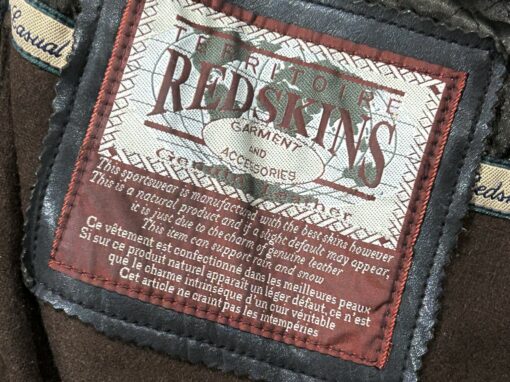 Casual
TERRITOIRE
REDSKINS
GARMENT
AND
ACCESSORIES
Genuine Leather
This sportswear is manufactured with the best skins however
This is a natural product and if a slight default may appear,
it is just due to the charm of genuine leather
This item can support rain and snow
Ce vêtement est confectionné dans les meilleures peaux
Si sur ce produit naturel apparaît un léger défaut, ce n'est
que le charme intrinsèque d'un cuir véritable
Cet article ne craint pas les intempéries
Redsk